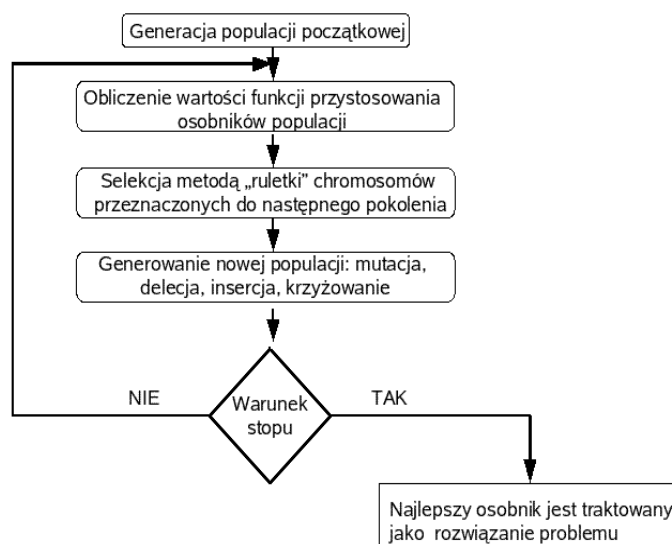 Generacja populacji początkowej
Obliczenie wartości funkcji przystosowania
osobników populacji
Selekcja metodą „ruletki” chromosomów
przeznaczonych do następnego pokolenia
Generowanie nowej populacji: mutacja,
delecja, insercja, krzyżowanie
NIE
Warunek
stopu
TAK
Najlepszy osobnik jest traktowany
jako rozwiązanie problemu